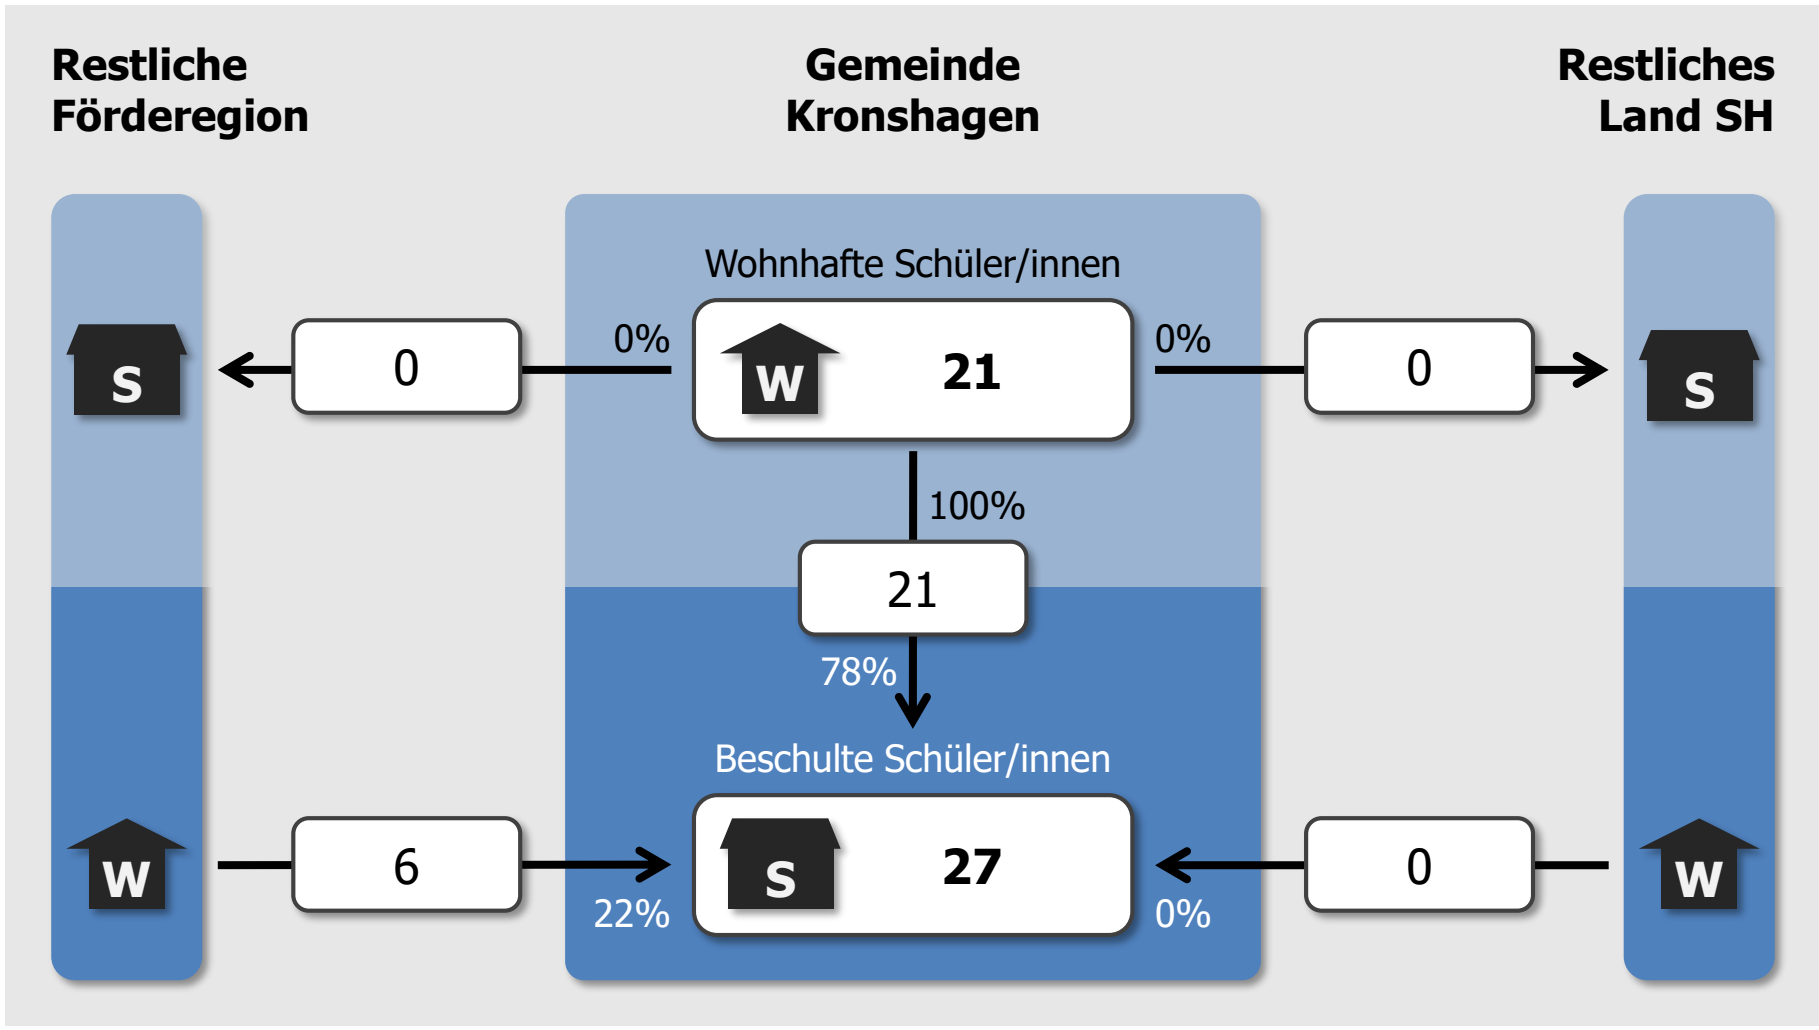 Restliche
Förderegion
Gemeinde
Kronshagen
Restliches
Land SH
Wohnhafte Schüler/innen
S
0
0%
W
21
0%
0
S
100%
21
78%
Beschulte Schüler/innen
W
6
22%
S
27
0%
0
W